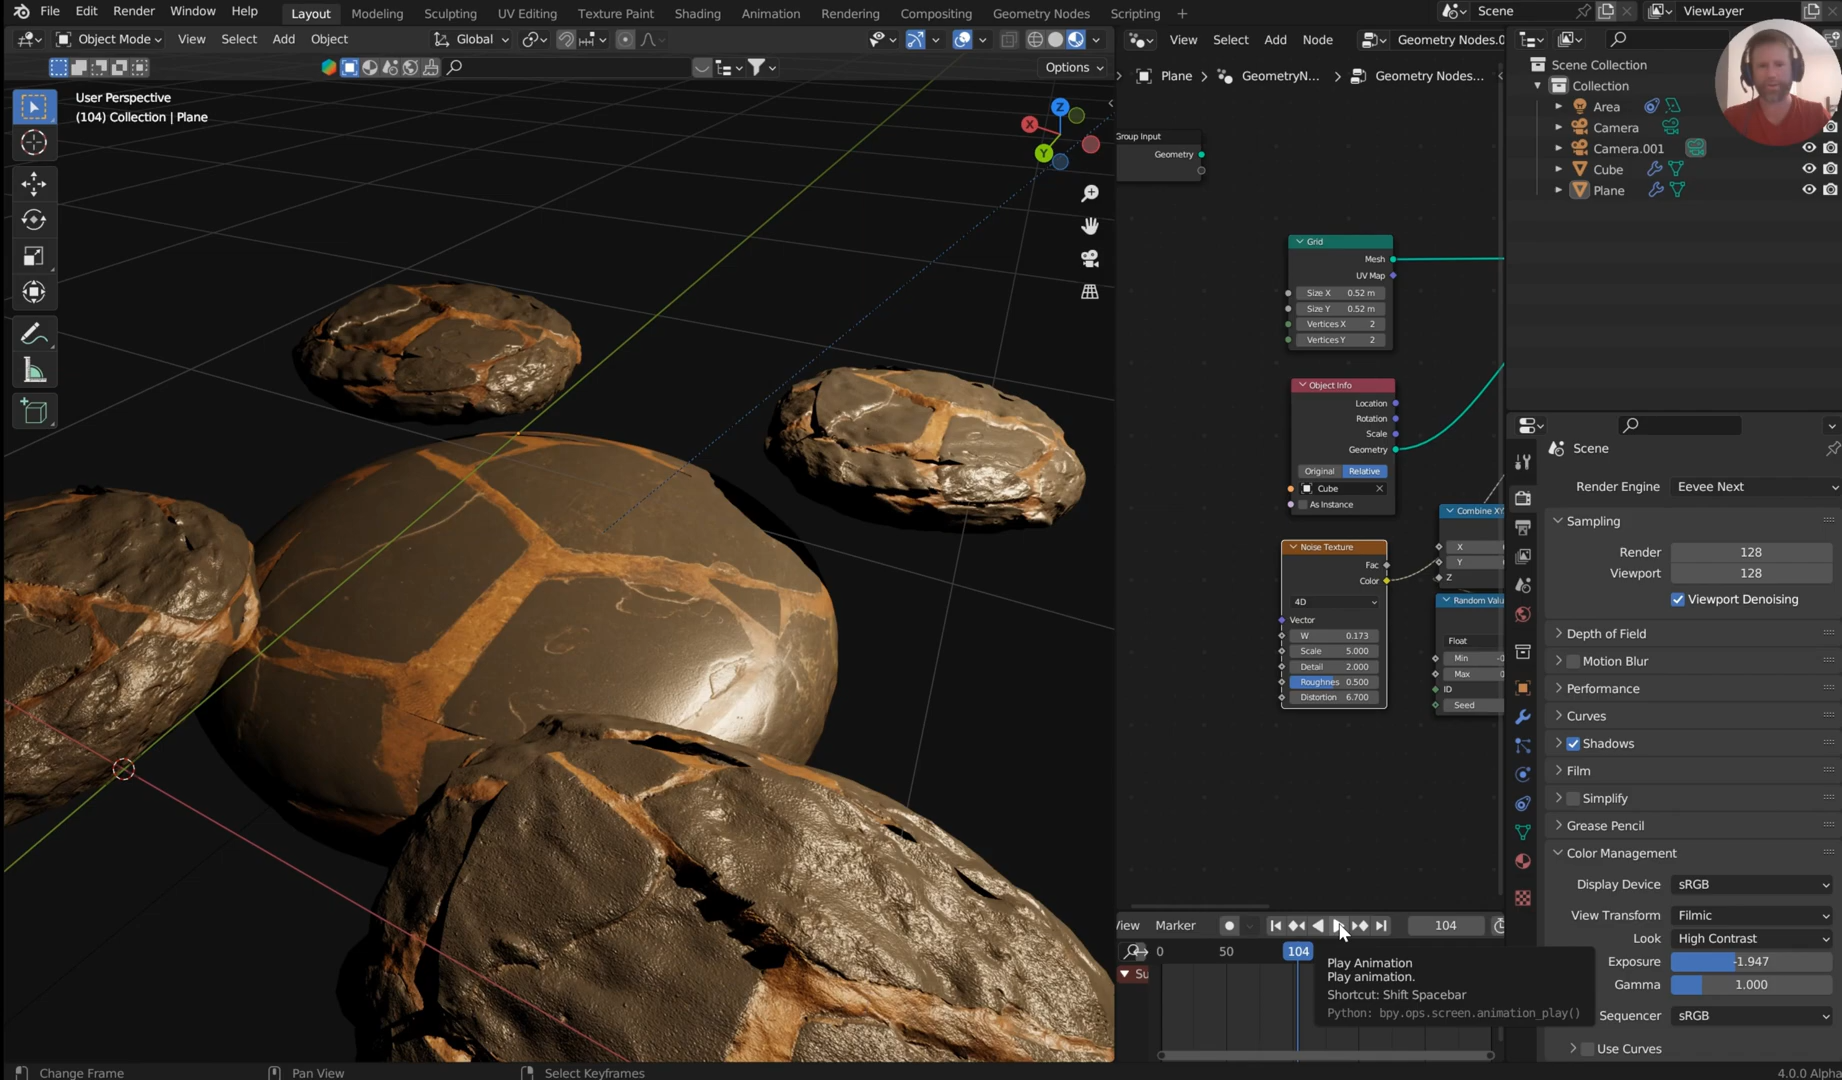 File Edit Render Window Help Layout Modeling Sculpting UV Editing Texture Paint Shading Animation Rendering Compositing Geometry Nodes Scripting + Scene ViewLayer
Object Mode View Select Add Object Global View Select Add Node Geometry Nodes.0
Options
Plane > GeometryN... > Geometry Nodes...
User Perspective
(104) Collection | Plane
Z
X
Y
Group Input
Geometry
Grid
Mesh
UV Map
Size X 0.52 m
Size Y 0.52 m
Vertices X 2
Vertices Y 2
Object Info
Location
Rotation
Scale
Geometry
Original Relative
Cube
As Instance
Noise Texture
Fac
Color
4D
Vector
W 0.173
Scale 5.000
Detail 2.000
Roughnes 0.500
Distortion 6.700
Combine XY
X
Y
Z
Random Valu
Float
Min
Max
ID
Seed
Scene Collection
Collection
Area
Camera
Camera.001
Cube
Plane
Scene
Render Engine Eevee Next
Sampling
Render 128
Viewport 128
Viewport Denoising
Depth of Field
Motion Blur
Performance
Curves
Shadows
Film
Simplify
Grease Pencil
Color Management
Display Device sRGB
View Transform Filmic
Look High Contrast
Exposure -1.947
Gamma 1.000
Sequencer sRGB
Use Curves
iew Marker 104
0 50 104
Su
Play Animation
Play animation.
Shortcut: Shift Spacebar
Python: bpy.ops.screen.animation_play()
Change Frame Pan View Select Keyframes 4.0.0 Alpha